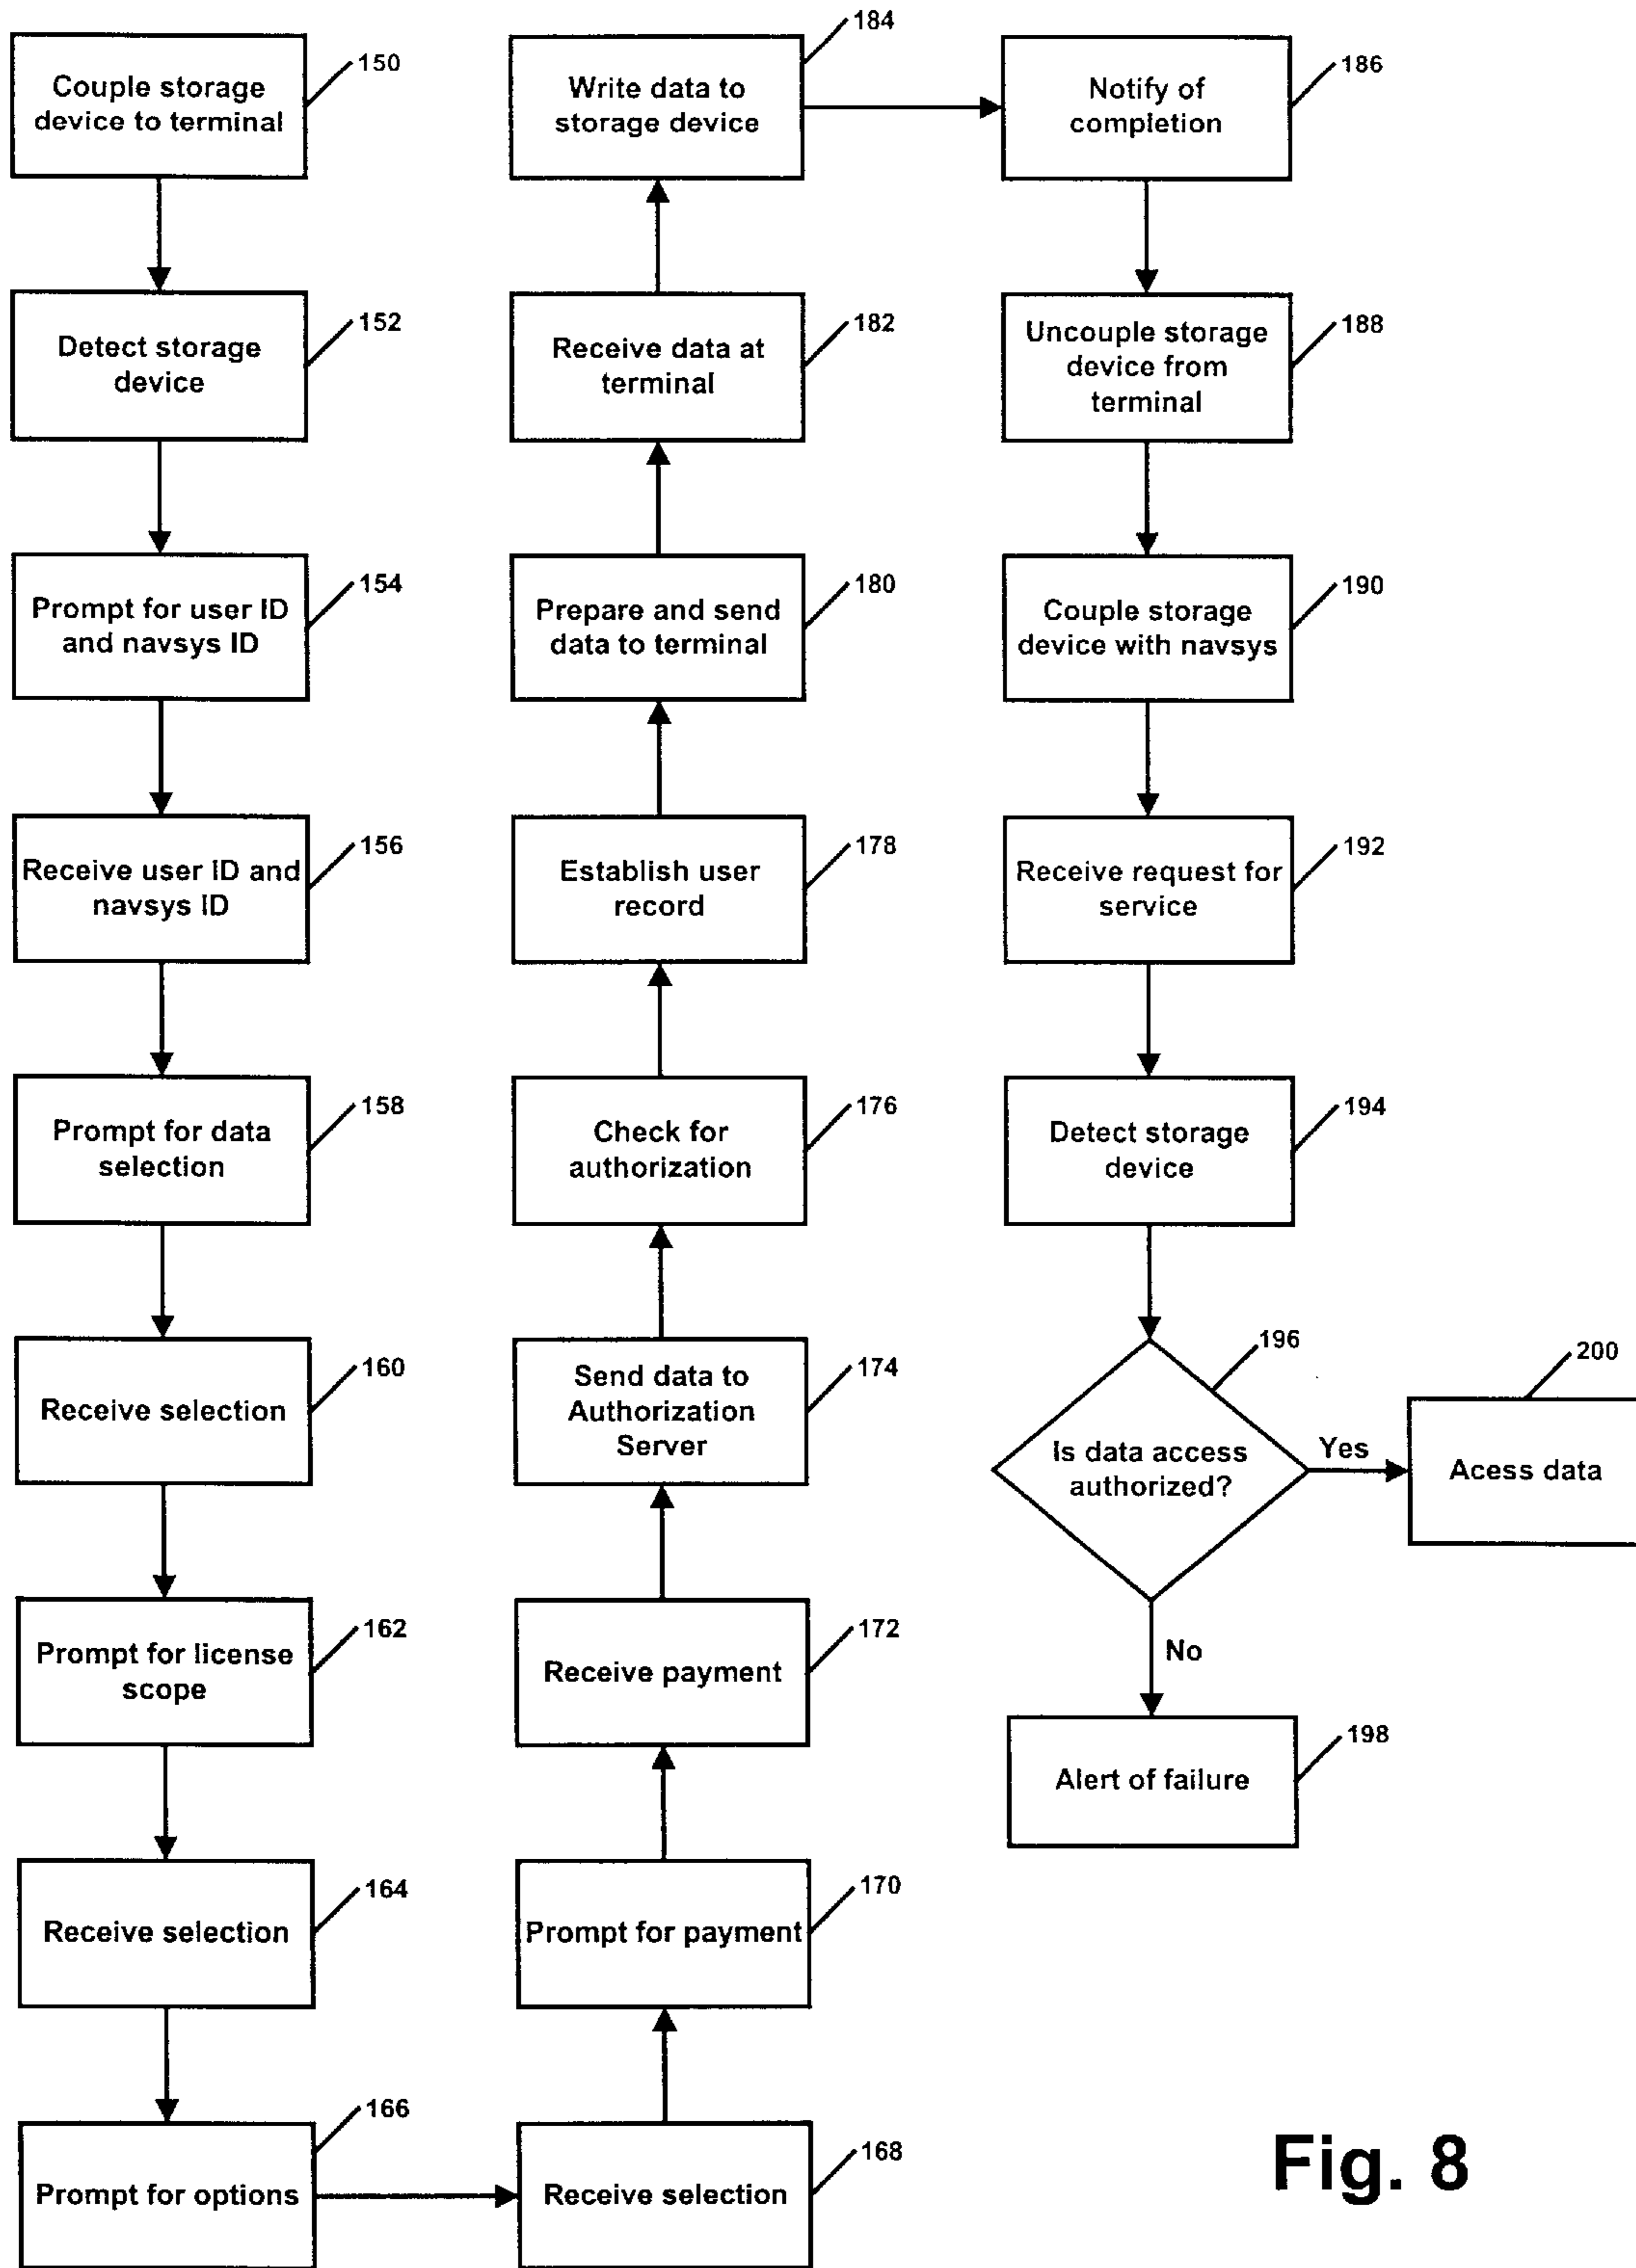 150
Couple storage
device to terminal
152
Detect storage
device
154
Prompt for user ID
and navsys ID
156
Receive user ID and
navsys ID
158
Prompt for data
selection
160
Receive selection
162
Prompt for license
scope
164
Receive selection
166
Prompt for options
168
Receive selection
170
Prompt for payment
172
Receive payment
174
Send data to
Authorization
Server
176
Check for
authorization
178
Establish user
record
180
Prepare and send
data to terminal
182
Receive data at
terminal
184
Write data to
storage device
186
Notify of
completion
188
Uncouple storage
device from
terminal
190
Couple storage
device with navsys
192
Receive request for
service
194
Detect storage
device
196
Is data access
authorized?
Yes
200
Acess data
No
198
Alert of failure
Fig. 8